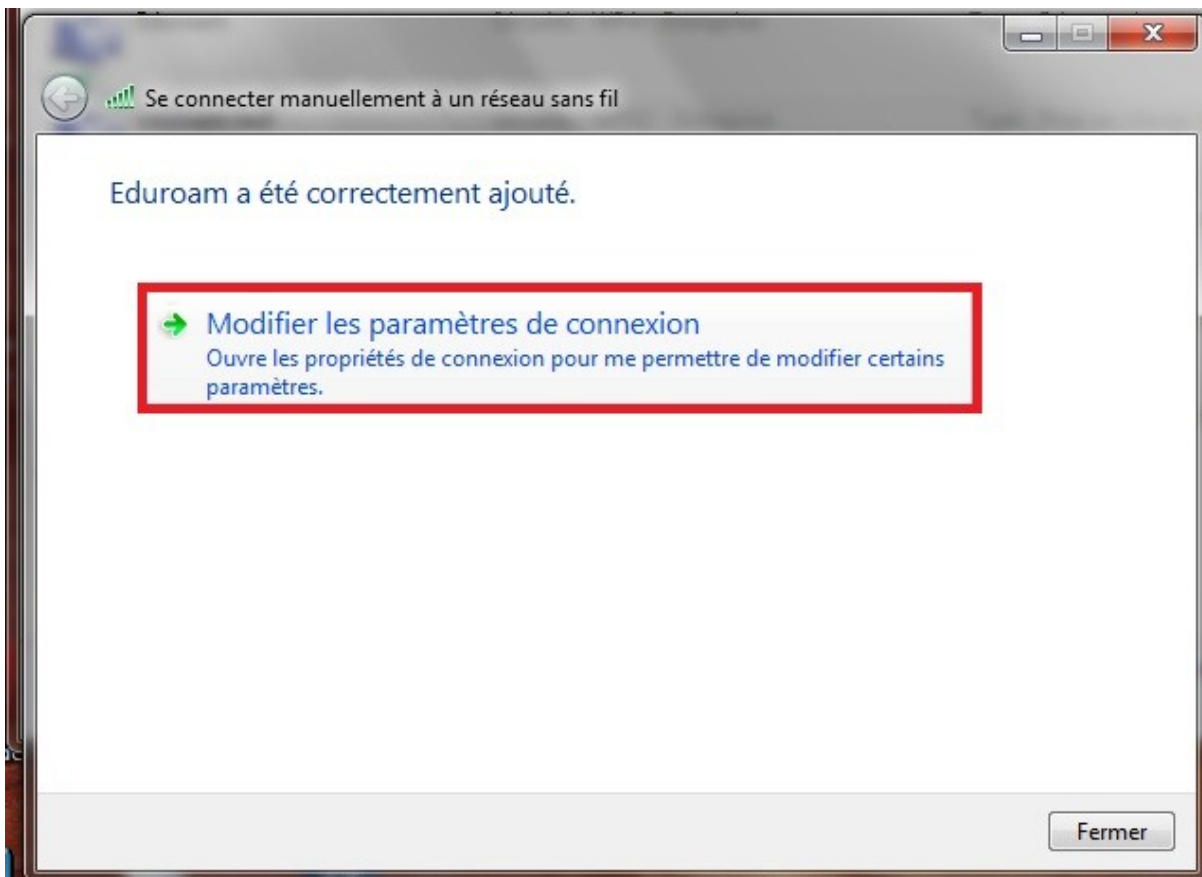 Se connecter manuellement à un réseau sans fil
Eduroam a été correctement ajouté.
Modifier les paramètres de connexion
Ouvre les propriétés de connexion pour me permettre de modifier certains
paramètres.
Fermer